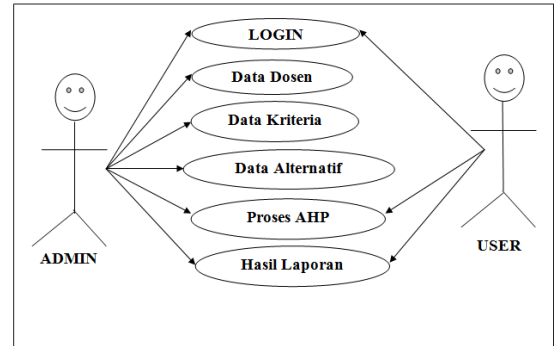 LOGIN
Data Dosen
Data Kriteria
Data Alternatif
Proses AHP
Hasil Laporan
ADMIN
USER